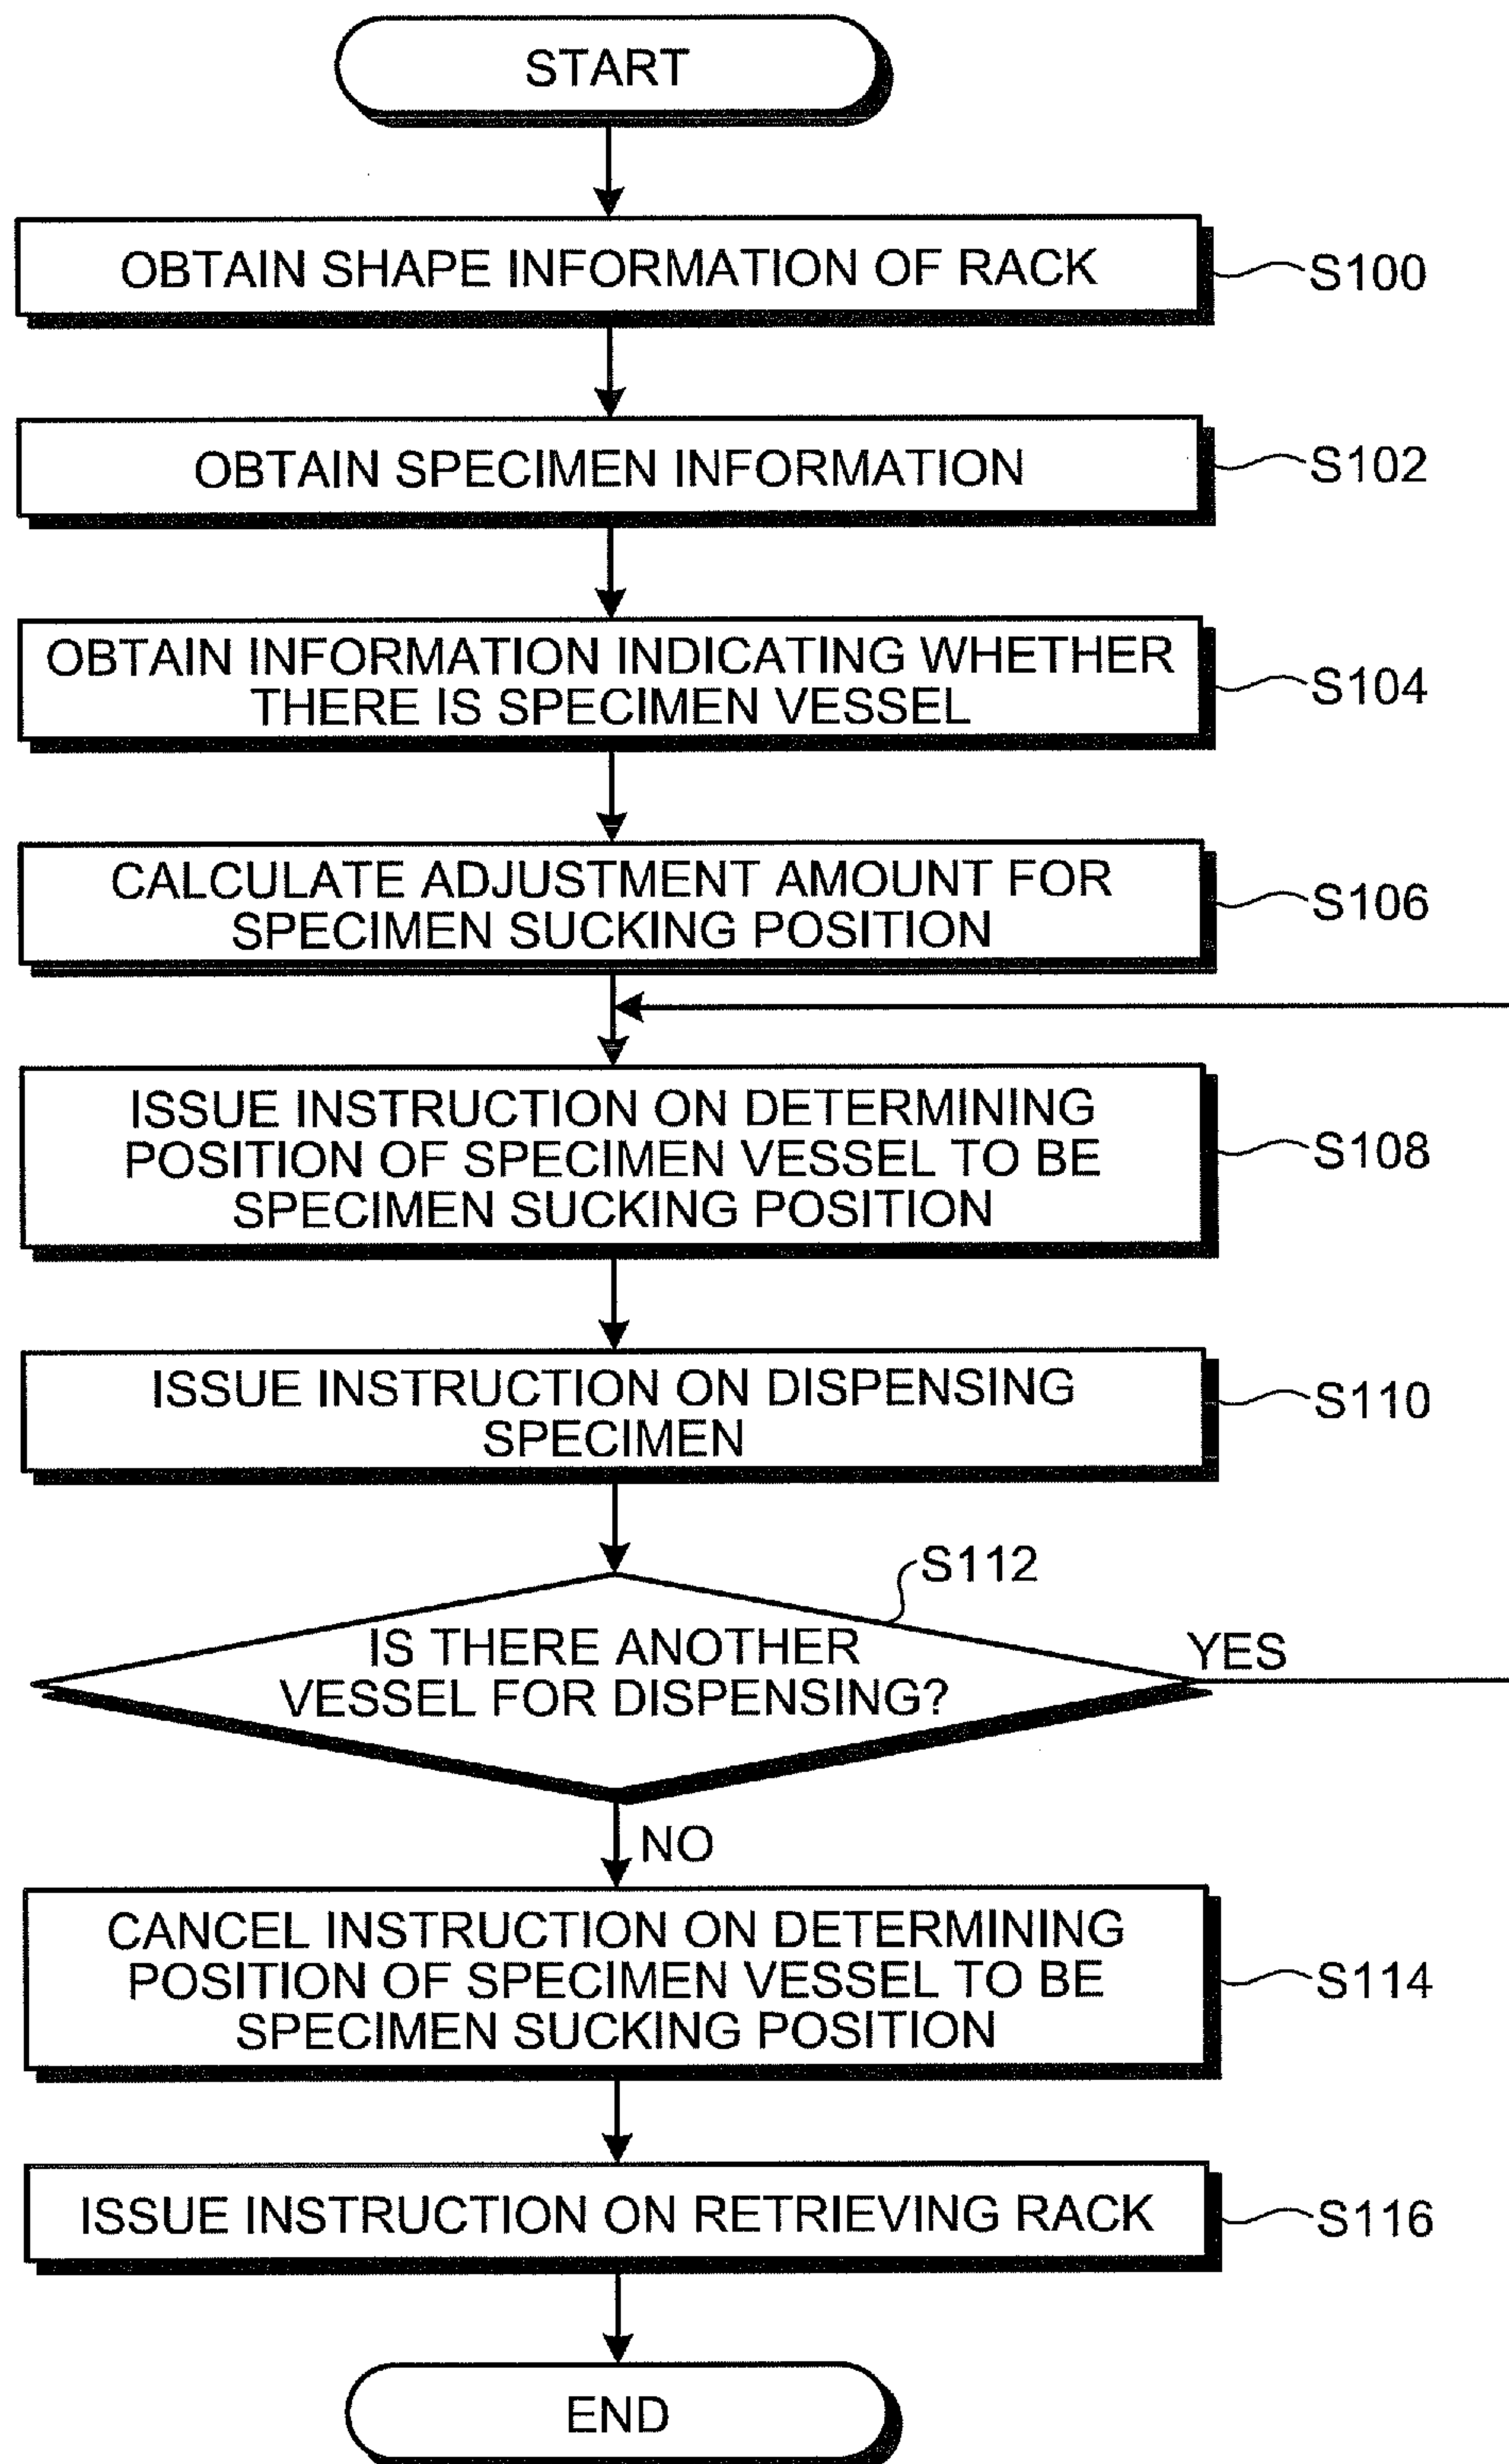 START
OBTAIN SHAPE INFORMATION OF RACK
S100
OBTAIN SPECIMEN INFORMATION
S102
OBTAIN INFORMATION INDICATING WHETHER
THERE IS SPECIMEN VESSEL
S104
CALCULATE ADJUSTMENT AMOUNT FOR
SPECIMEN SUCKING POSITION
S106
ISSUE INSTRUCTION ON DETERMINING
POSITION OF SPECIMEN VESSEL TO BE
SPECIMEN SUCKING POSITION
S108
ISSUE INSTRUCTION ON DISPENSING
SPECIMEN
S110
S112
IS THERE ANOTHER
VESSEL FOR DISPENSING?
YES
NO
CANCEL INSTRUCTION ON DETERMINING
POSITION OF SPECIMEN VESSEL TO BE
SPECIMEN SUCKING POSITION
S114
ISSUE INSTRUCTION ON RETRIEVING RACK
S116
END